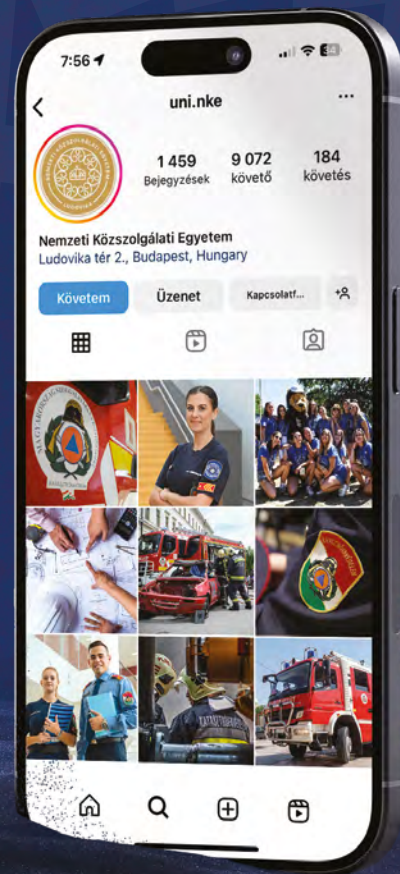 7:56
uni.nke
1 459 9 072 184
Bejegyzések követő követés
Nemzeti Közszolgálati Egyetem
Ludovika tér 2., Budapest, Hungary
Követem Üzenet Kapcsolatf...